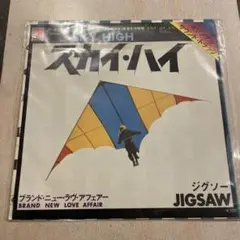 SKY HIGH
スカイ・ハイ
ジグソー
JIGSAW
ブランド・ニュー・ラヴ・アフェアー
BRAND NEW LOVE AFFAIR